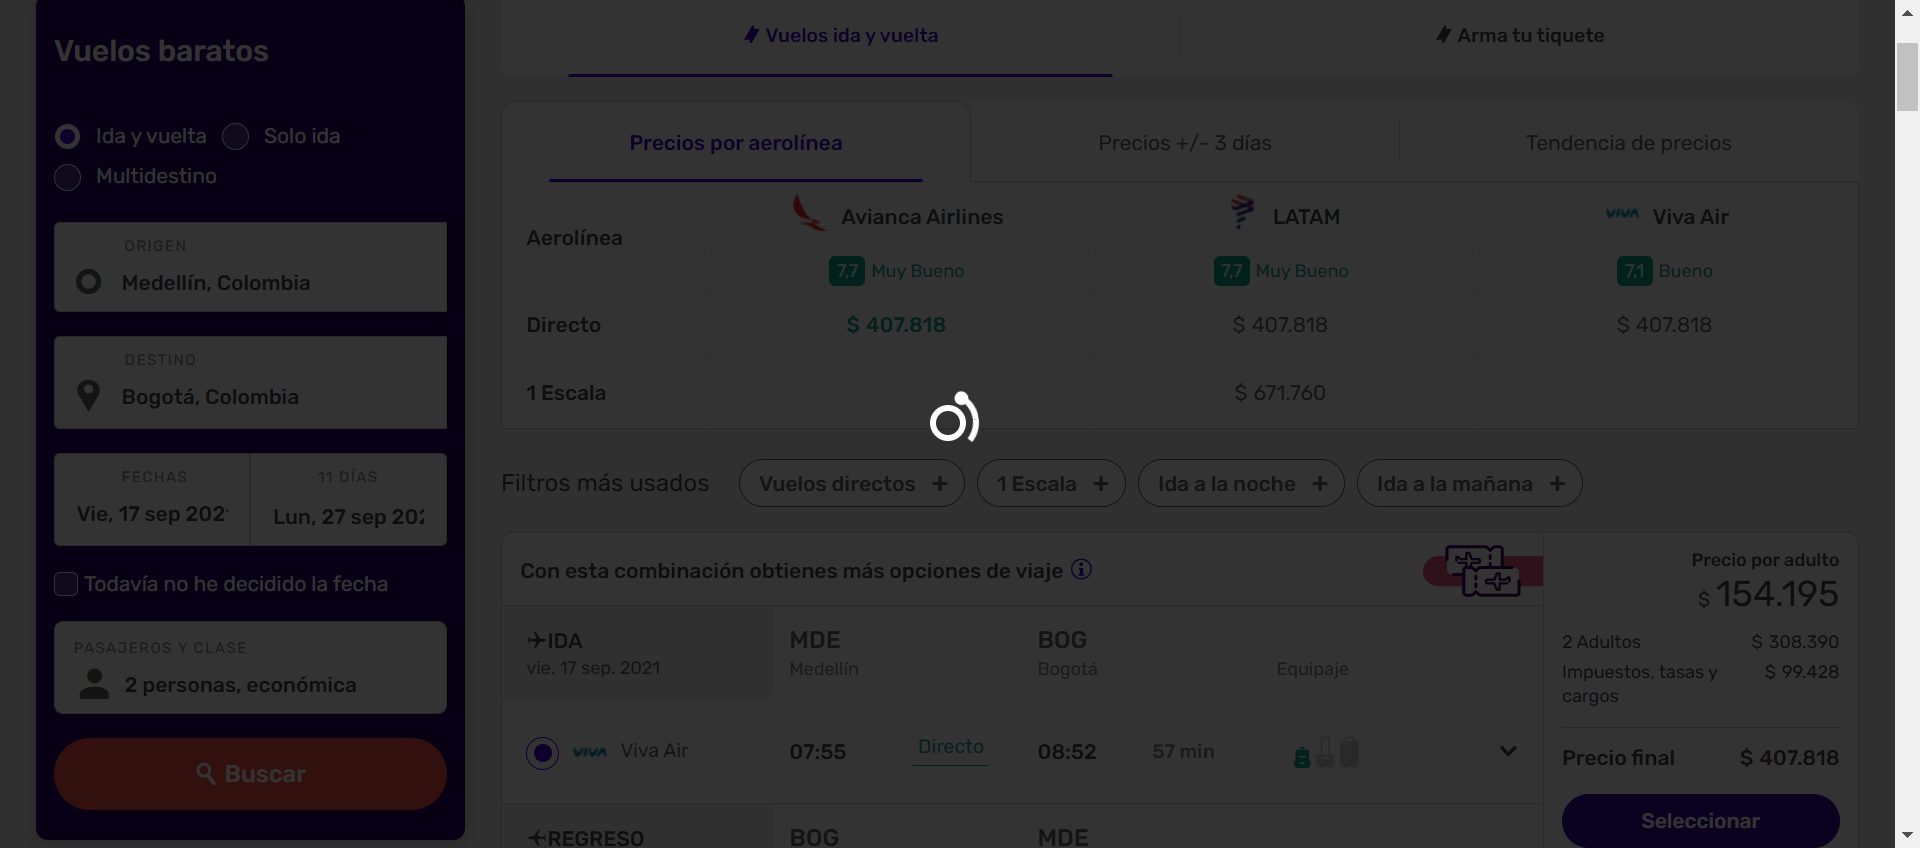 Vuelos baratos
Ida y vuelta
Solo ida
Multidestino
ORIGEN
Medellín, Colombia
DESTINO
Bogotá, Colombia
FECHAS
Vie, 17 sep 202
11 DÍAS
Lun, 27 sep 202
Todavía no he decidido la fecha
PASAJEROS Y CLASE
2 personas, económica
Buscar
Vuelos ida y vuelta
Arma tu tiquete
Precios por aerolínea
Precios +/- 3 días
Tendencia de precios
Aerolínea
Avianca Airlines
LATAM
VIVA Viva Air
7,7 Muy Bueno
7,7 Muy Bueno
7,1 Bueno
Directo
$ 407.818
$ 407.818
$ 407.818
1 Escala
$ 671.760
Filtros más usados
Vuelos directos +
1 Escala +
Ida a la noche +
Ida a la mañana +
Con esta combinación obtienes más opciones de viaje
IDA
vie. 17 sep. 2021
MDE
Medellín
BOG
Bogotá
Equipaje
VIVA Viva Air
07:55
Directo
08:52
57 min
REGRESO
BOG
MDE
Precio por adulto
$ 154.195
2 Adultos $ 308.390
Impuestos, tasas y $ 99.428
cargos
Precio final $ 407.818
Seleccionar